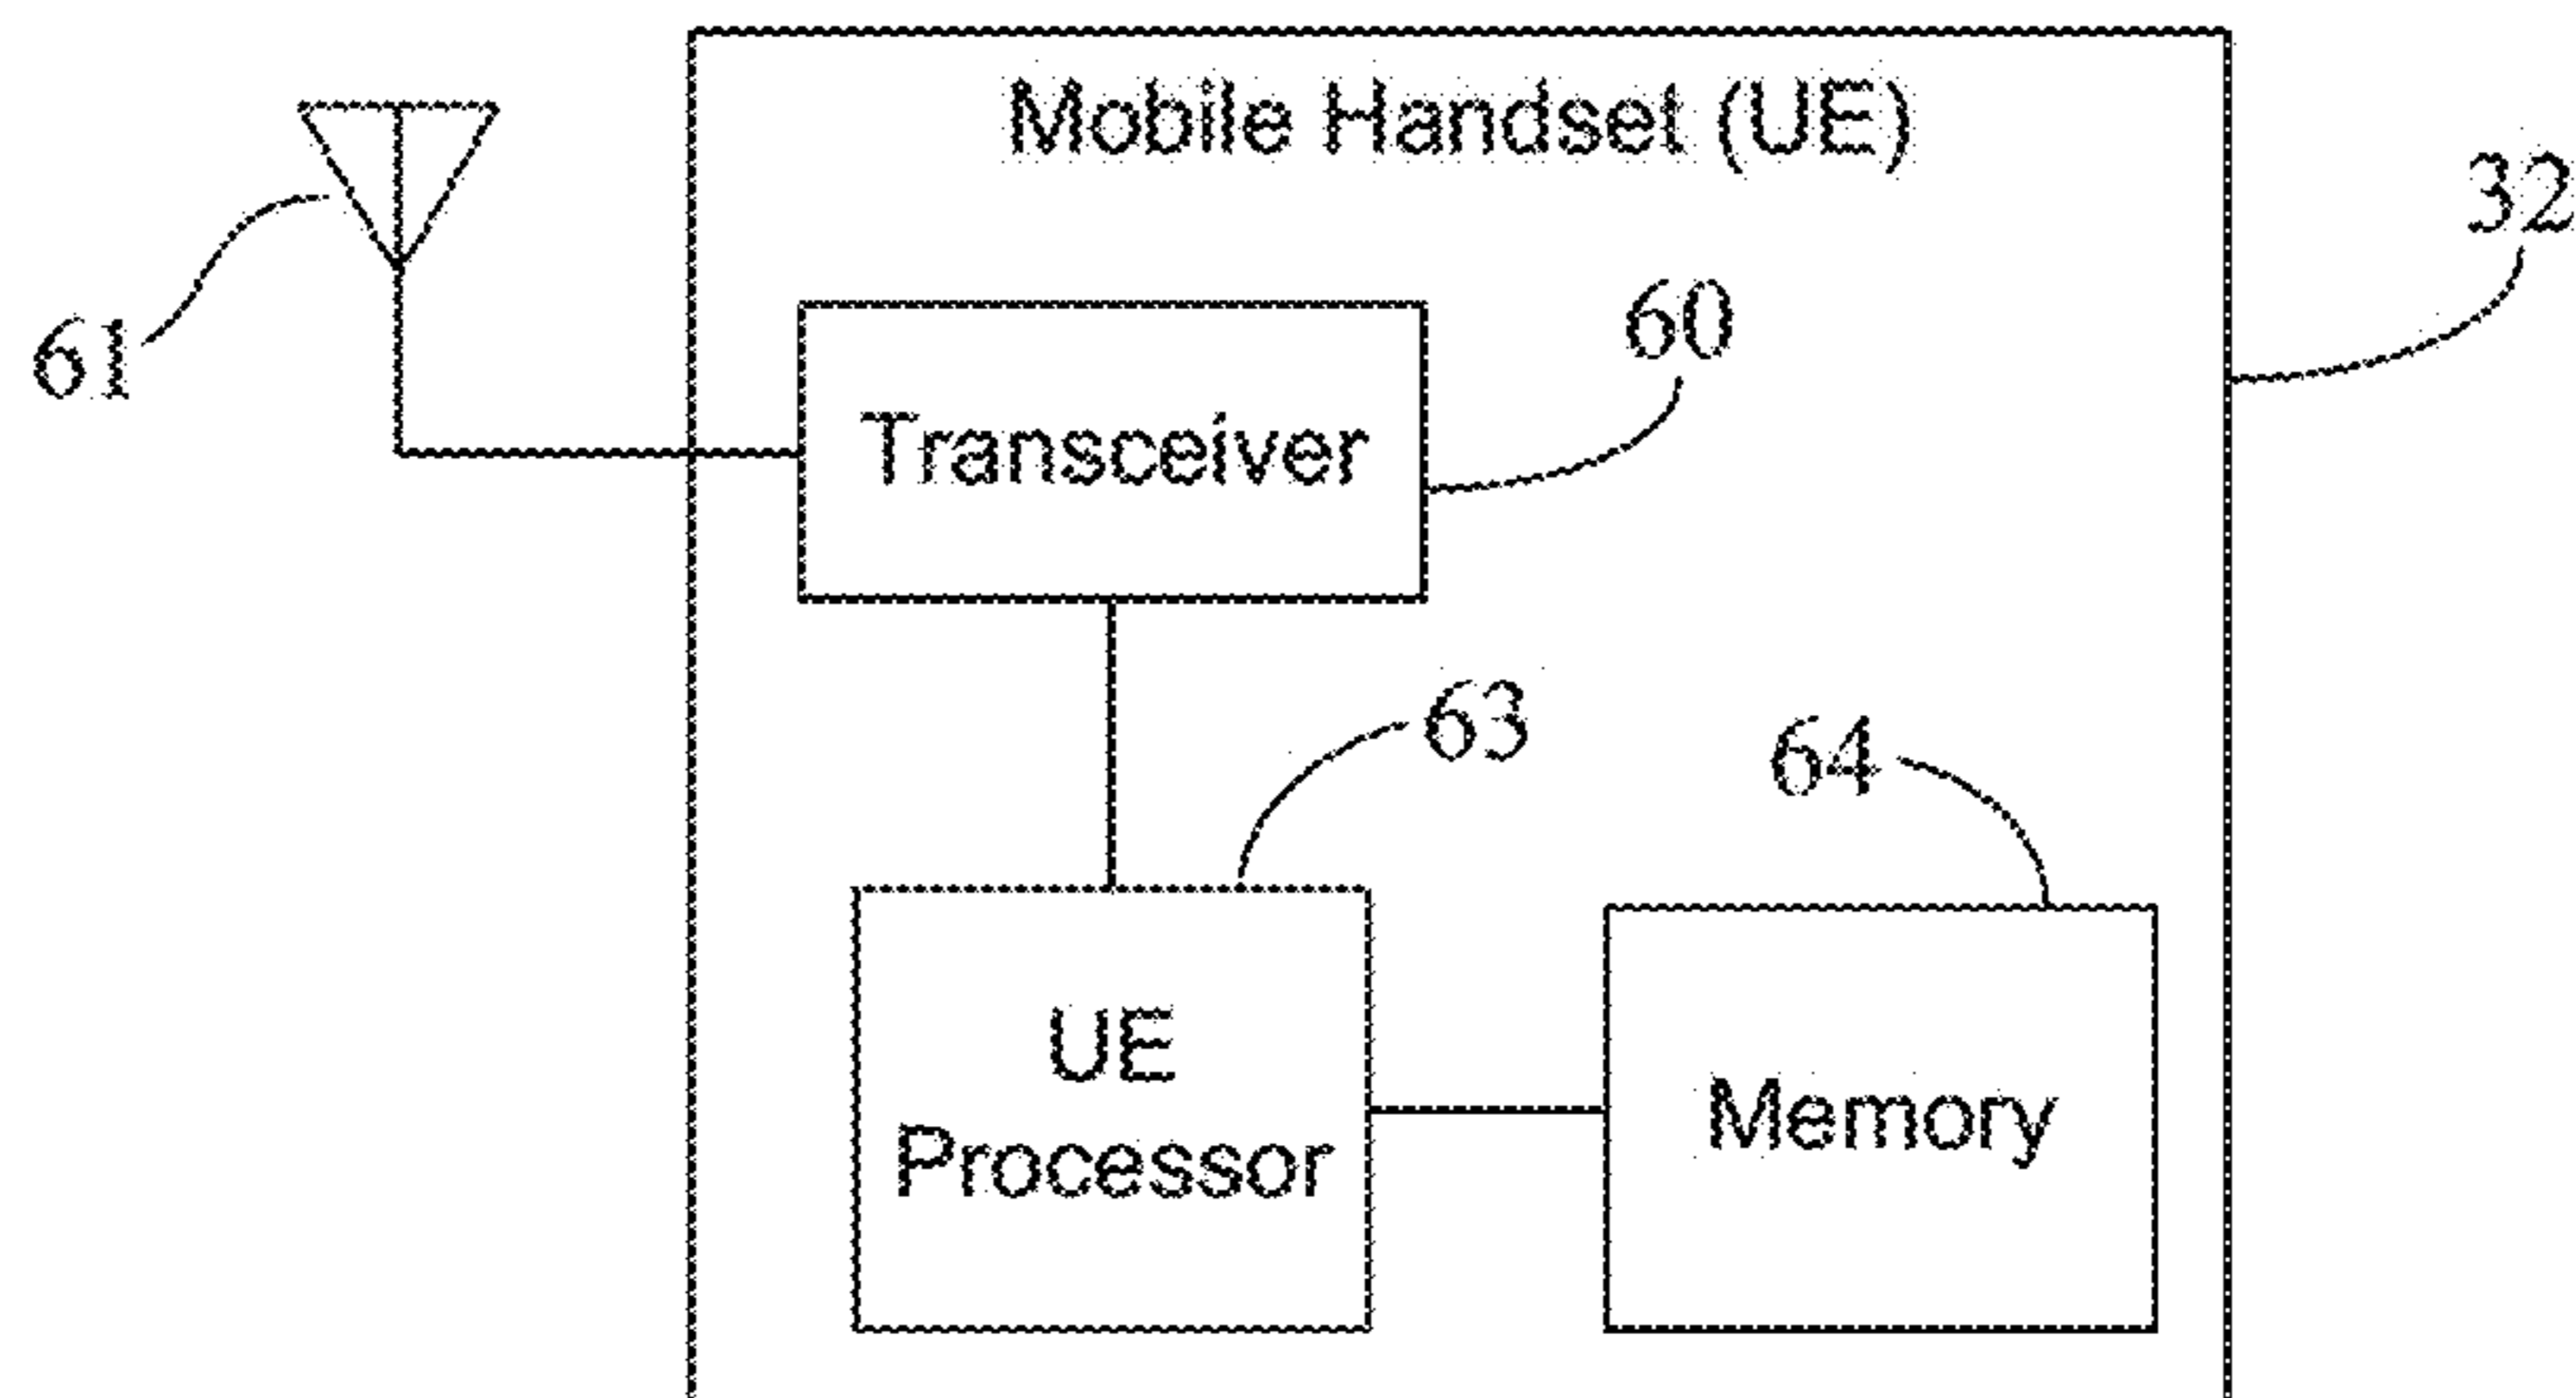 Mobile Handset (UE)
32
61
60
Transceiver
63
64
UE
Processor
Memory